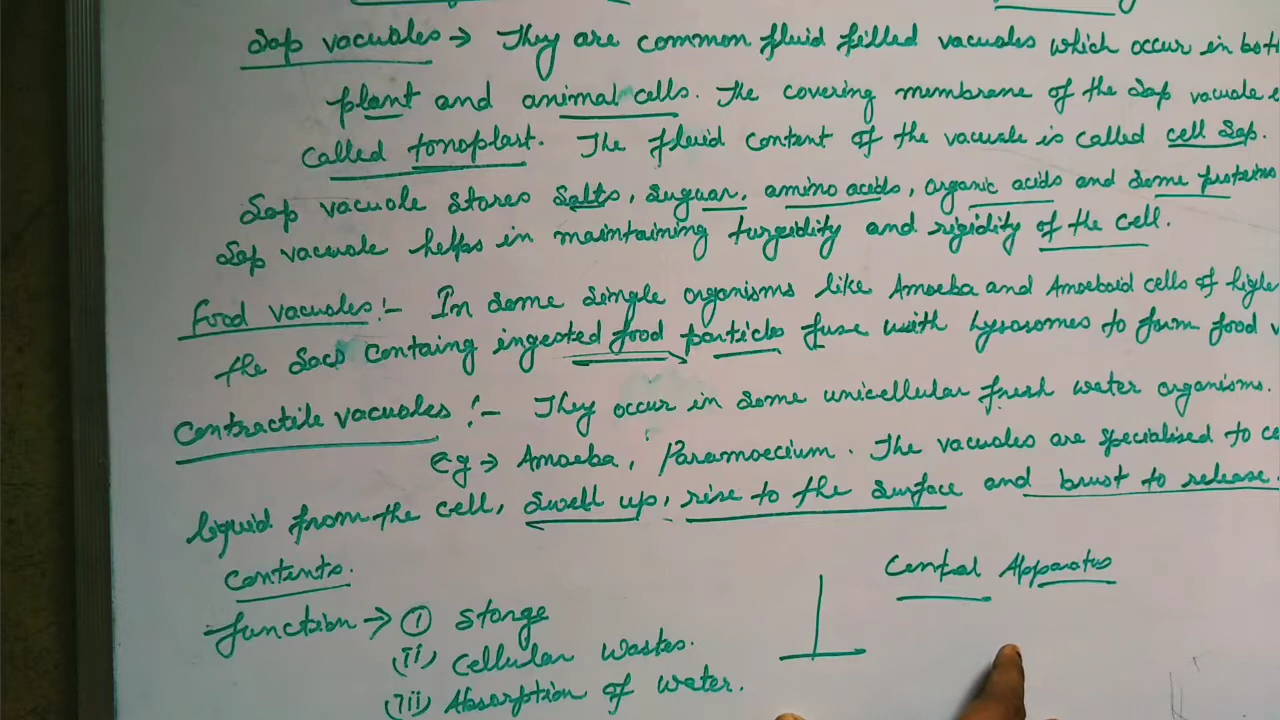 Sap vacuoles → They are common fluid filled vacuoles which occur in both
plant and animal cells. The covering membrane of the Sap vacuole
called tonoplast. The fluid content of the vacuole is called cell Sap.
Sap vacuole stores Salts, suguar, amino acids, organic acids and some proteins
Sap vacuole helps in maintaining turgidity and rigidity of the cell.
Food vacuoles:- In some single organisms like Amoeba and Amoeboid cells of higher
the Sacs containg ingested food particles fuse with Lysosomes to form food
Contractile vacuoles :- They occur in some unicellular fresh water organisms.
Eg → Amoeba, Paramoecium. The vacuoles are specialised to
liquid from the cell, swell up, rise to the surface and brust to release
contents.
function → (i) storge
(ii) cellular wastes.
(iii) Absorption of water.
Central Apparatus